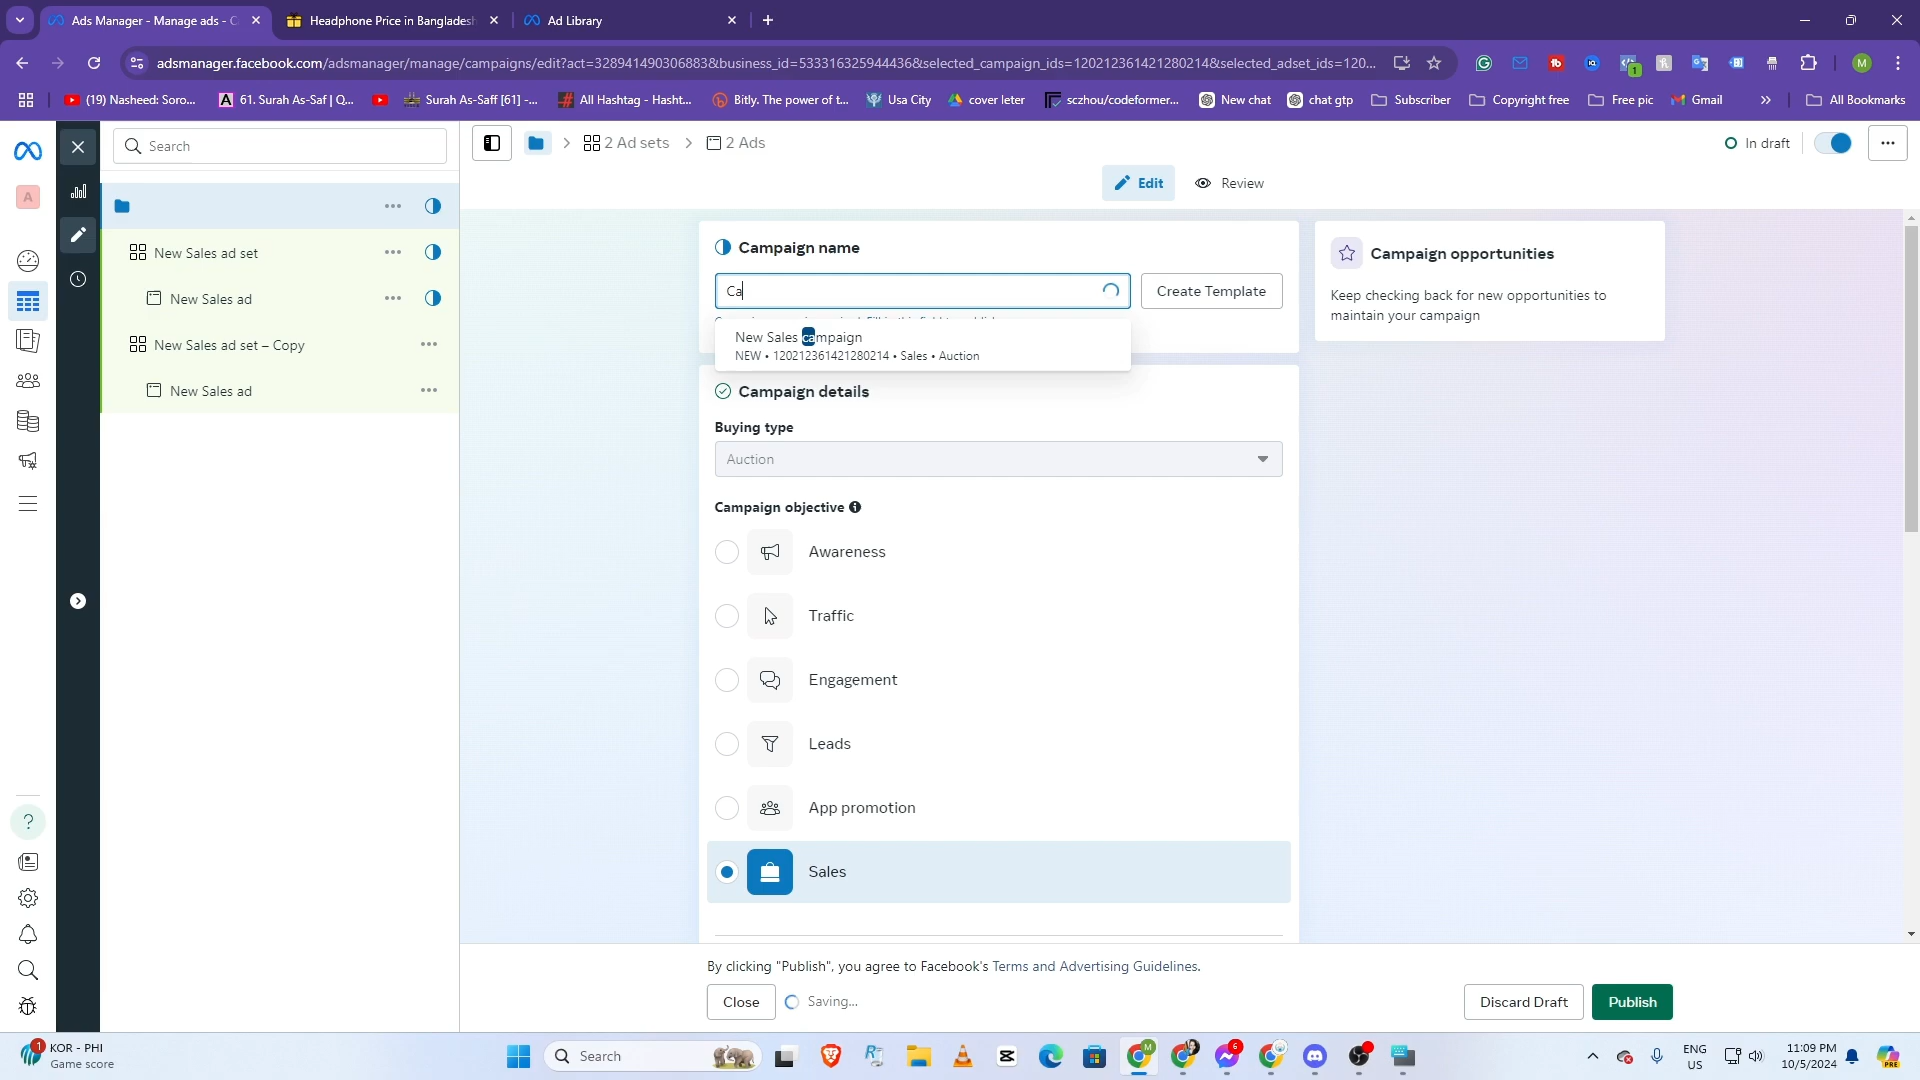 Ads Manager - Manage ads - C
Headphone Price in Bangladesh
Ad Library
adsmanager.facebook.com/adsmanager/manage/campaigns/edit?act=328941490306883&business_id=533316325944436&selected_campaign_ids=120212361421280214&selected_adset_ids=120...
(19) Nasheed: Soro...
61. Surah As-Saf | Q...
Surah As-Saff [61] -...
All Hashtag - Hasht...
Bitly. The power of t...
Usa City
cover leter
sczhou/codeformer...
New chat
chat gtp
Subscriber
Copyright free
Free pic
Gmail
All Bookmarks
Search
2 Ad sets
2 Ads
In draft
Edit
Review
New Sales ad set
New Sales ad
New Sales ad set – Copy
New Sales ad
Campaign name
Ca
Create Template
New Sales campaign
NEW • 120212361421280214 • Sales • Auction
Campaign opportunities
Keep checking back for new opportunities to
maintain your campaign
Campaign details
Buying type
Auction
Campaign objective
Awareness
Traffic
Engagement
Leads
App promotion
Sales
By clicking "Publish", you agree to Facebook's Terms and Advertising Guidelines.
Close
Saving...
Discard Draft
Publish
KOR - PHI
Game score
Search
ENG
US
11:09 PM
10/5/2024